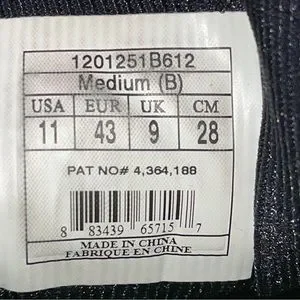 1201251B612
Medium (B)
USA EUR UK CM
11 43 9 28
PAT NO# 4,364,188
8 83439 65715 7
MADE IN CHINA
FABRIQUE EN CHINE